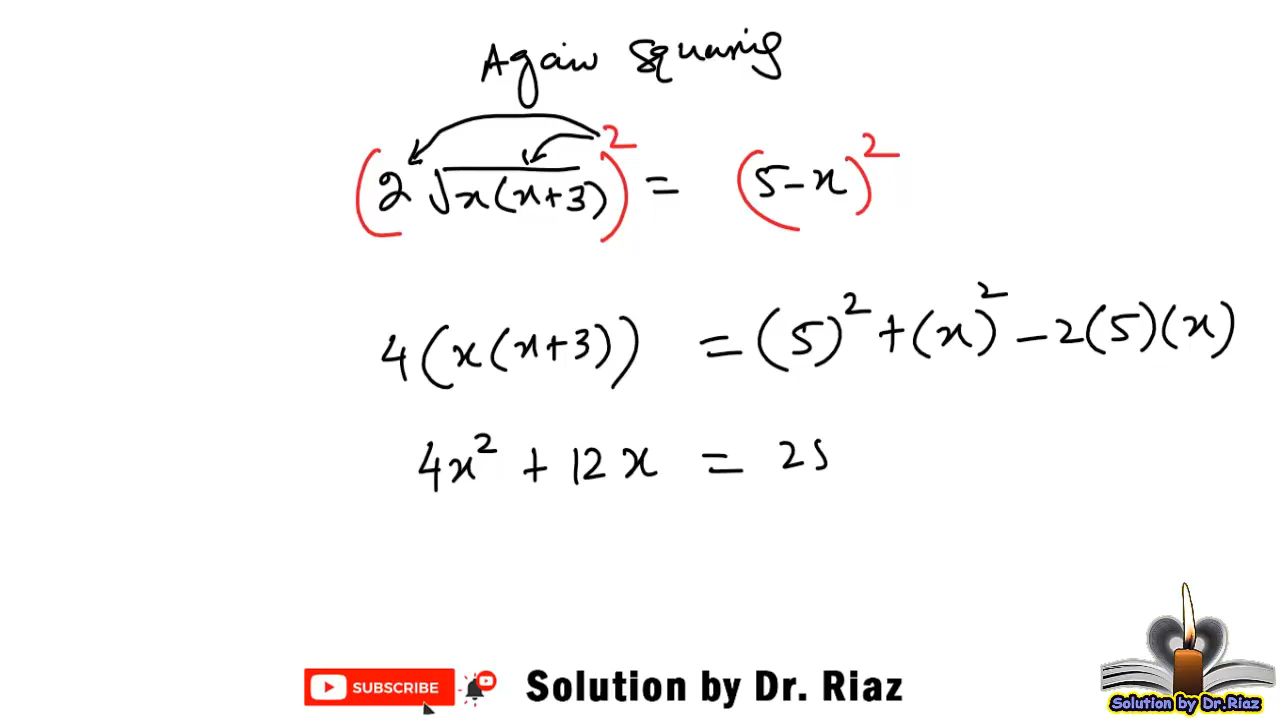 Again Squaring
(2√x(x+3))² = (5-x)²
4(x(x+3)) = (5)²+(x)²-2(5)(x)
4x² + 12x = 25
SUBSCRIBE Solution by Dr. Riaz
Solution by Dr.Riaz